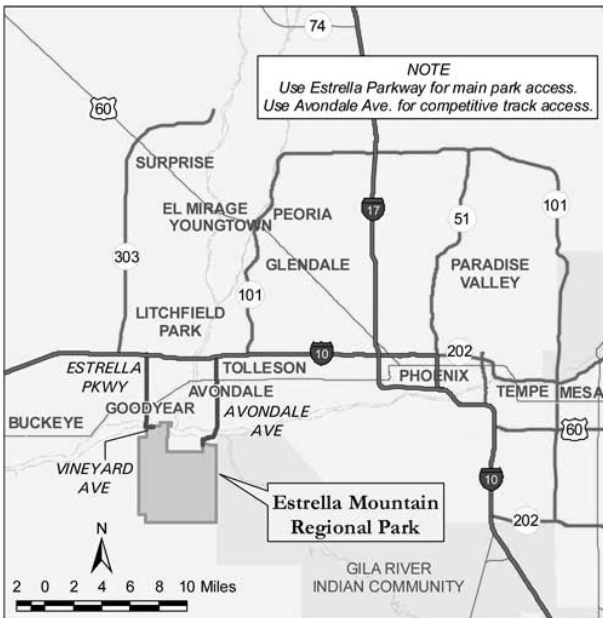 74
NOTE
Use Estrella Parkway for main park access.
Use Avondale Ave. for competitive track access.
60
SURPRISE
EL MIRAGE
YOUNGTOWN
PEORIA
17
51
101
303
GLENDALE
PARADISE
VALLEY
101
LITCHFIELD
PARK
10
202
ESTRELLA
PKWY
TOLLESON
PHOENIX
AVONDALE
TEMPE
MESA
GOODYEAR
AVONDALE
AVE
BUCKEYE
60
VINEYARD
AVE
10
Estrella Mountain
Regional Park
202
N
GILA RIVER
INDIAN COMMUNITY
2 0 2 4 6 8 10 Miles